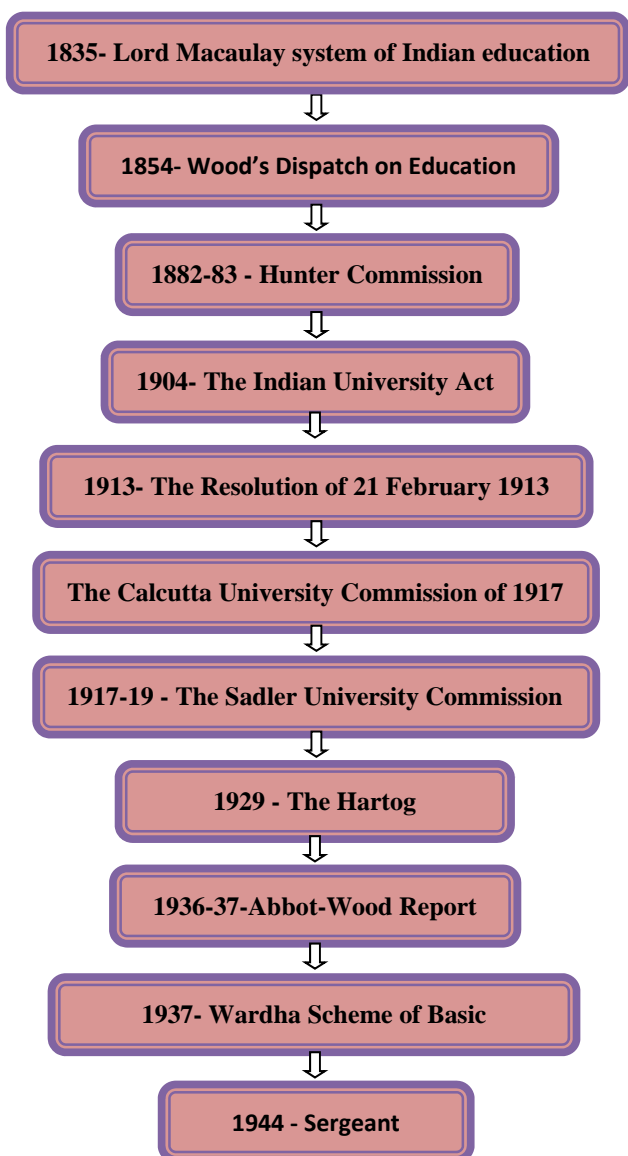 1835- Lord Macaulay system of Indian education
1854- Wood’s Dispatch on Education
1882-83 - Hunter Commission
1904- The Indian University Act
1913- The Resolution of 21 February 1913
The Calcutta University Commission of 1917
1917-19 - The Sadler University Commission
1929 - The Hartog
1936-37-Abbot-Wood Report
1937- Wardha Scheme of Basic
1944 - Sergeant